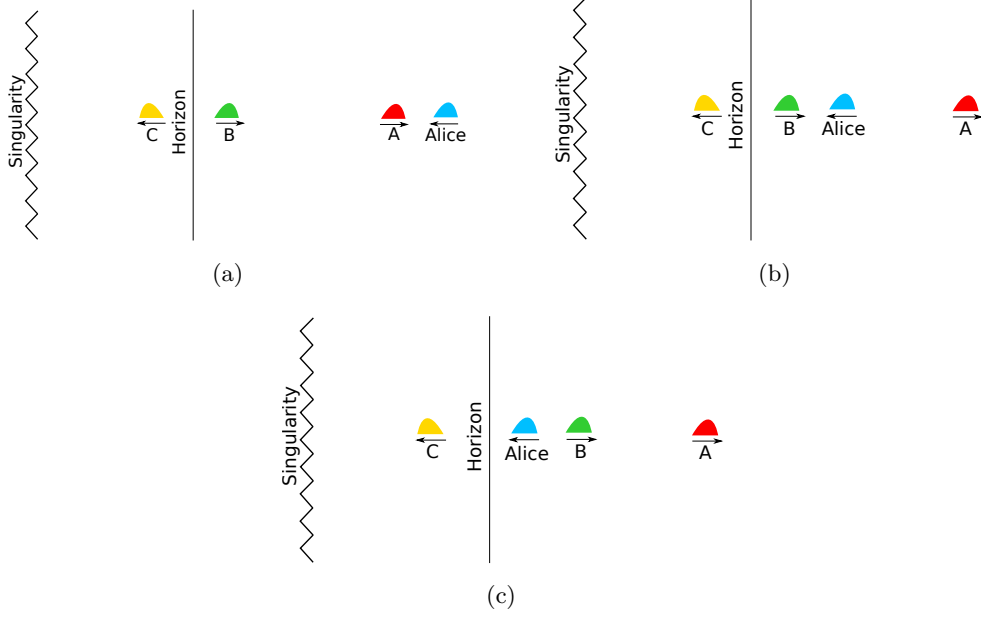 Singularity
C
Horizon
B
A
Alice
(a)
Singularity
C
Horizon
B
Alice
A
(b)
Singularity
C
Horizon
Alice
B
A
(c)